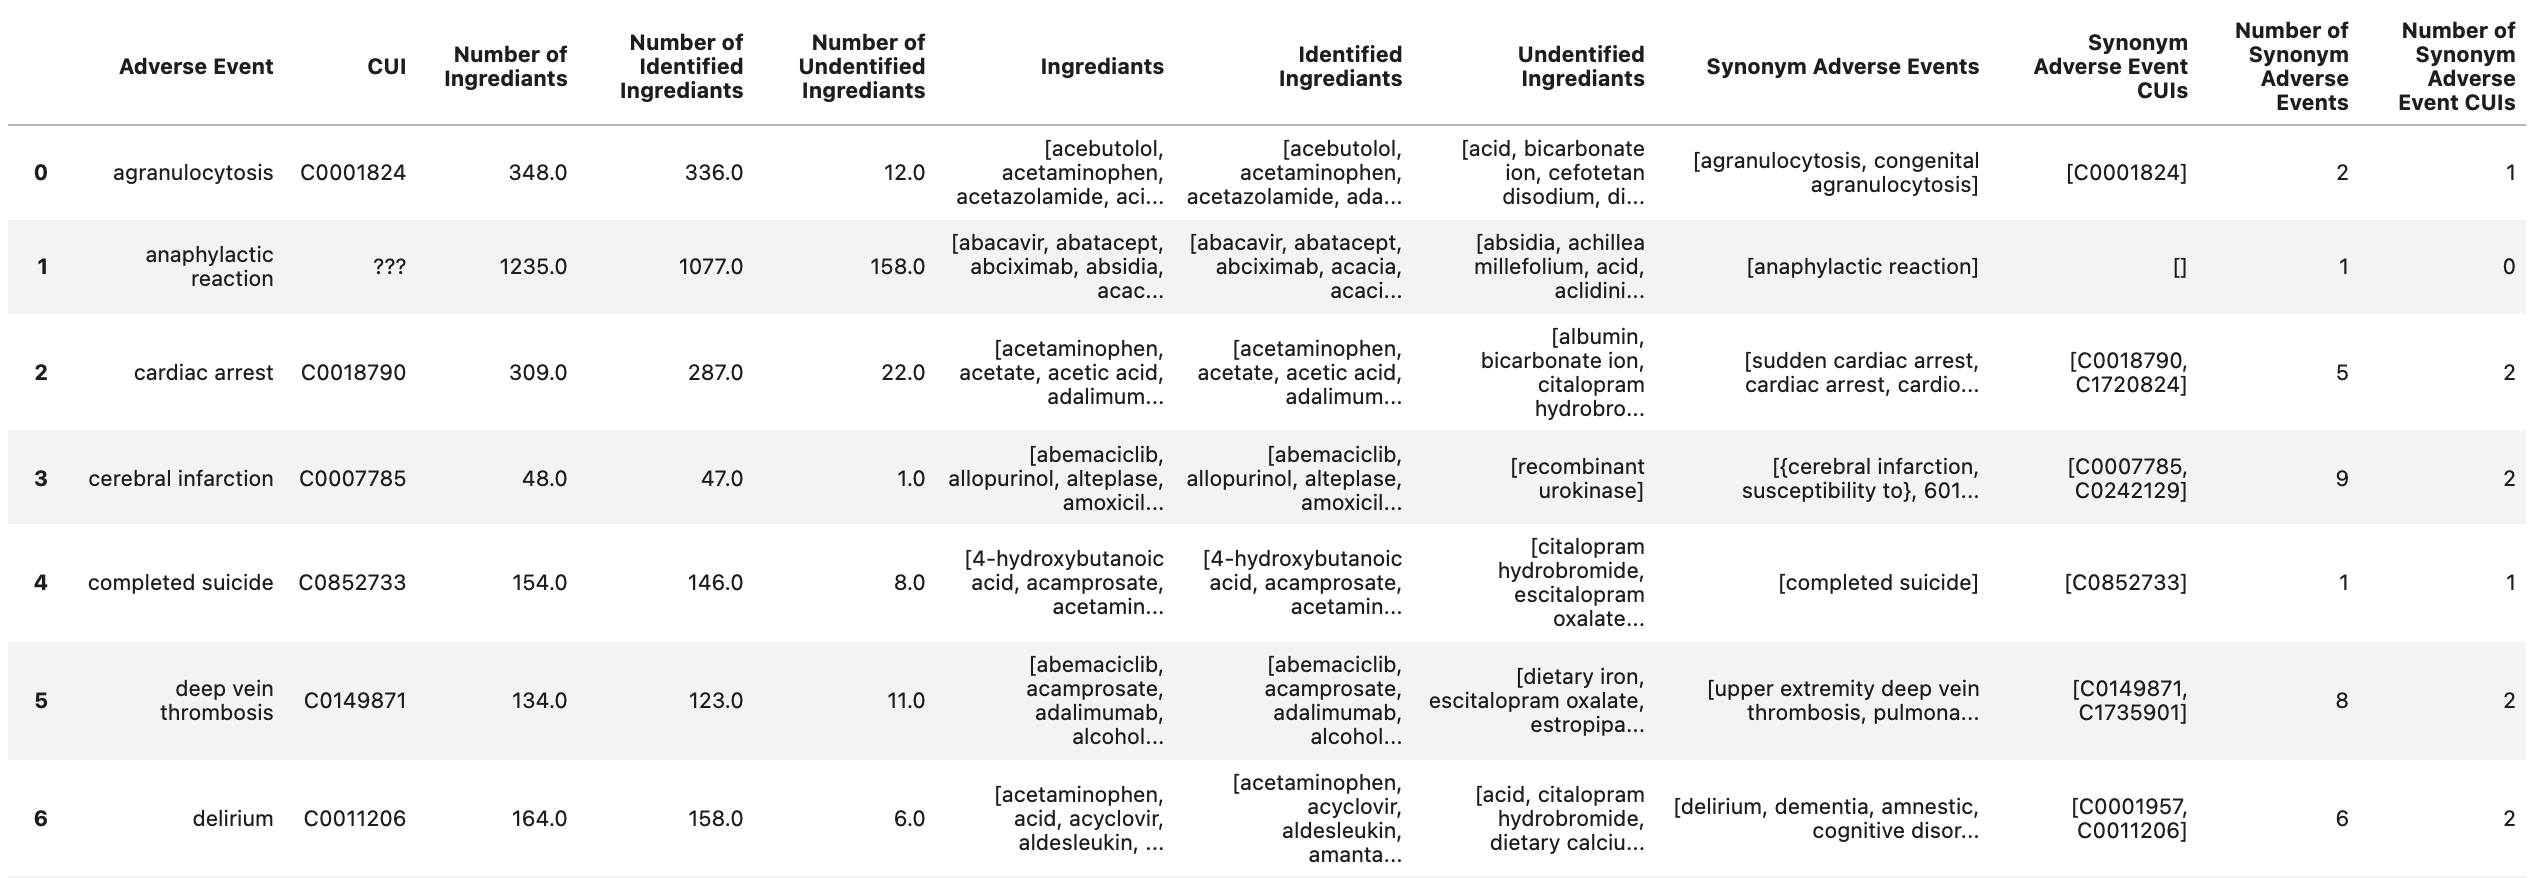 Adverse Event
CUI
Number of
Ingrediants
Number of
Identified
Ingrediants
Number of
Undentified
Ingrediants
Ingrediants
Identified
Ingrediants
Undentified
Ingrediants
Synonym Adverse Events
Synonym
Adverse Event
CUIs
Number of
Synonym
Adverse
Events
Number of
Synonym
Adverse
Event CUIs
0
agranulocytosis
C0001824
348.0
336.0
12.0
[acebutolol,
acetaminophen,
acetazolamide, aci...
[acebutolol,
acetaminophen,
acetazolamide, ada...
[acid, bicarbonate
ion, cefotetan
disodium, di...
[agranulocytosis, congenital
agranulocytosis]
[C0001824]
2
1
1
anaphylactic
reaction
???
1235.0
1077.0
158.0
[abacavir, abatacept,
abciximab, absidia,
acac...
[abacavir, abatacept,
abciximab, acacia,
acaci...
[absidia, achillea
millefolium, acid,
aclidini...
[anaphylactic reaction]
[]
1
0
2
cardiac arrest
C0018790
309.0
287.0
22.0
[acetaminophen,
acetate, acetic acid,
adalimum...
[acetaminophen,
acetate, acetic acid,
adalimum...
[albumin,
bicarbonate ion,
citalopram
hydrobro...
[sudden cardiac arrest,
cardiac arrest, cardio...
[C0018790,
C1720824]
5
2
3
cerebral infarction
C0007785
48.0
47.0
1.0
[abemaciclib,
allopurinol, alteplase,
amoxicil...
[abemaciclib,
allopurinol, alteplase,
amoxicil...
[recombinant
urokinase]
[{cerebral infarction,
susceptibility to}, 601...
[C0007785,
C0242129]
9
2
4
completed suicide
C0852733
154.0
146.0
8.0
[4-hydroxybutanoic
acid, acamprosate,
acetamin...
[4-hydroxybutanoic
acid, acamprosate,
acetamin...
[citalopram
hydrobromide,
escitalopram
oxalate...
[completed suicide]
[C0852733]
1
1
5
deep vein
thrombosis
C0149871
134.0
123.0
11.0
[abemaciclib,
acamprosate,
adalimumab,
alcohol...
[abemaciclib,
acamprosate,
adalimumab,
alcohol...
[dietary iron,
escitalopram oxalate,
estropipa...
[upper extremity deep vein
thrombosis, pulmona...
[C0149871,
C1735901]
8
2
6
delirium
C0011206
164.0
158.0
6.0
[acetaminophen,
acid, acyclovir,
aldesleukin, ...
[acetaminophen,
acyclovir,
aldesleukin,
amanta...
[acid, citalopram
hydrobromide,
dietary calciu...
[delirium, dementia, amnestic,
cognitive disor...
[C0001957,
C0011206]
6
2